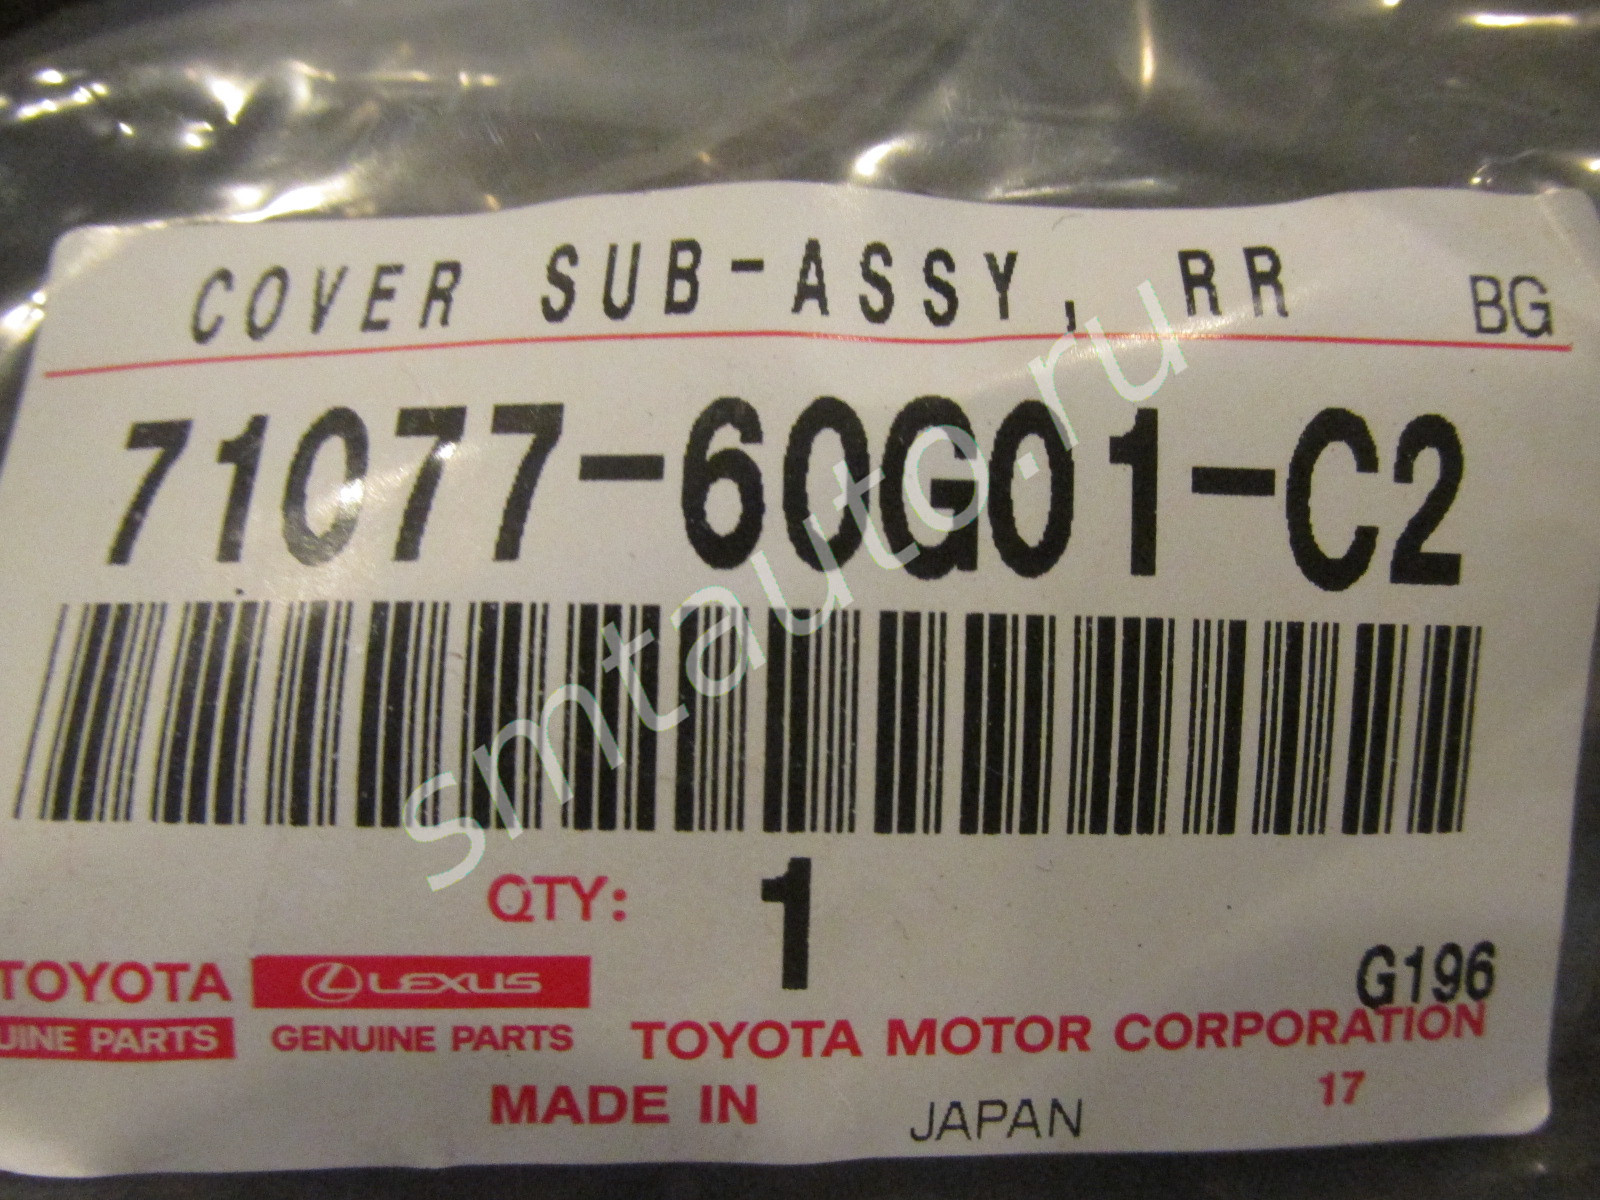 COVER SUB-ASSY, RR BG
71077-60G01-C2
QTY: 1
TOYOTA LEXUS
UINE PARTS GENUINE PARTS
G196
TOYOTA MOTOR CORPORATION
MADE IN JAPAN 17
smtauto.ru